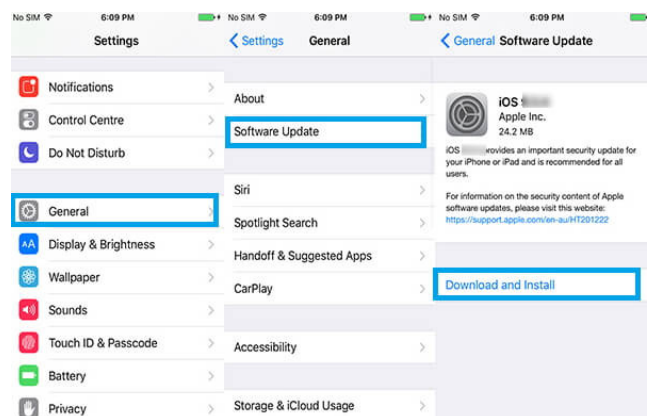 No SIM 6:09 PM
Settings
Notifications
Control Centre
Do Not Disturb
General
Display & Brightness
Wallpaper
Sounds
Touch ID & Passcode
Battery
Privacy
No SIM 6:09 PM
Settings General
About
Software Update
Siri
Spotlight Search
Handoff & Suggested Apps
CarPlay
Accessibility
Storage & iCloud Usage
No SIM 6:09 PM
General Software Update
iOS
Apple Inc.
24.2 MB
iOS provides an important security update for
your iPhone or iPad and is recommended for all
users.
For information on the security content of Apple
software updates, please visit this website:
https://support.apple.com/en-au/HT201222
Download and Install